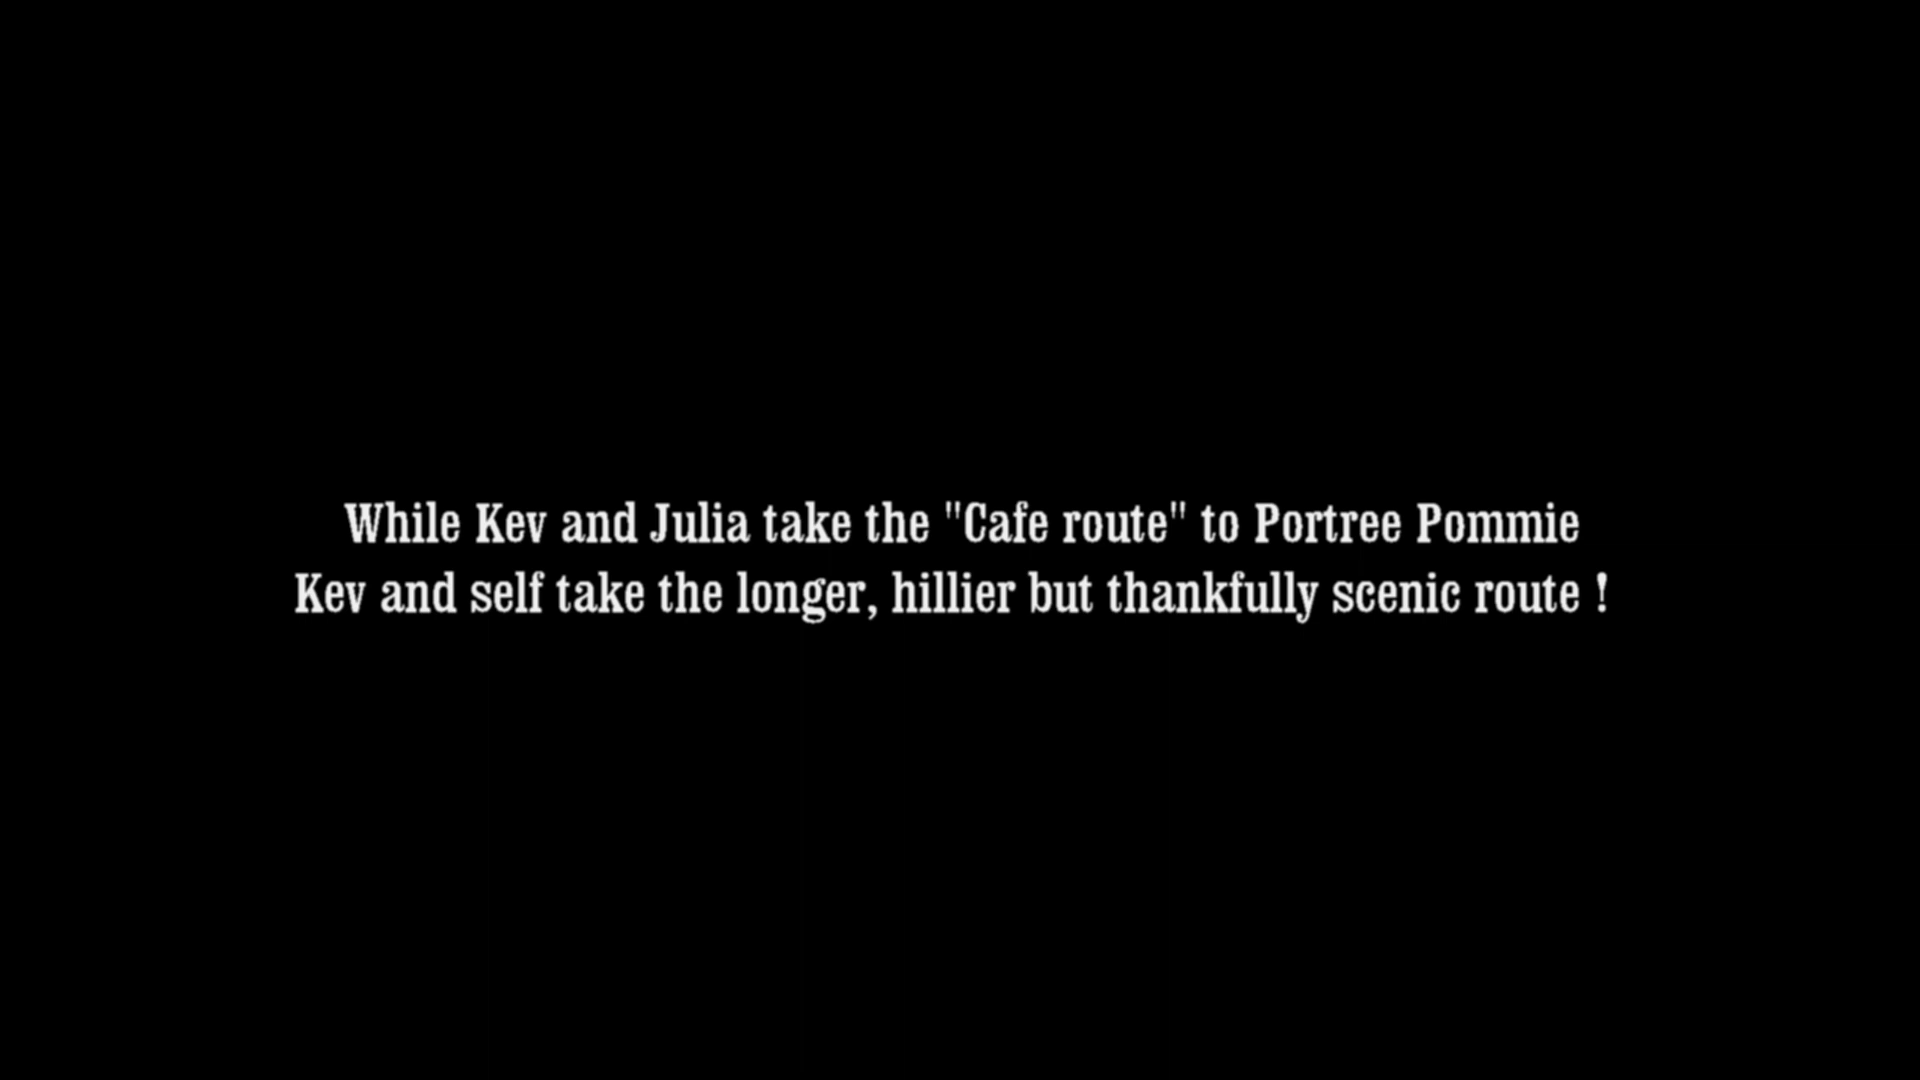 While Kev and Julia take the "Cafe route" to Portree Pommie
Kev and self take the longer, hillier but thankfully scenic route !